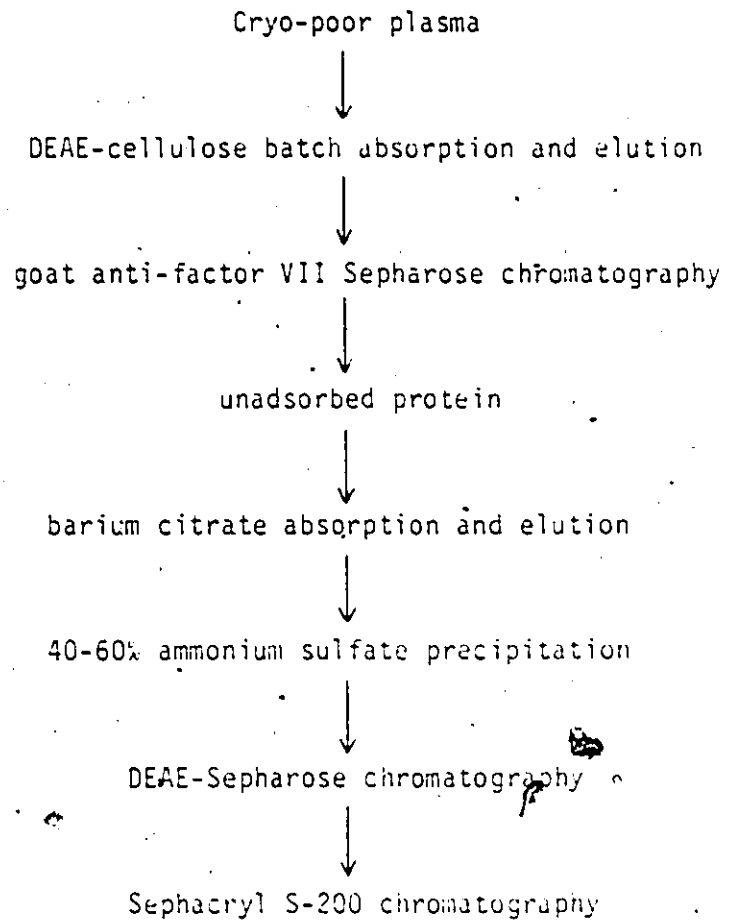 Cryo-poor plasma
DEAE-cellulose batch absorption and elution
goat anti-factor VII Sepharose chromatography
unadsorbed protein
barium citrate absorption and elution
40-60% ammonium sulfate precipitation
DEAE-Sepharose chromatography
Sephacryl S-200 chromatography